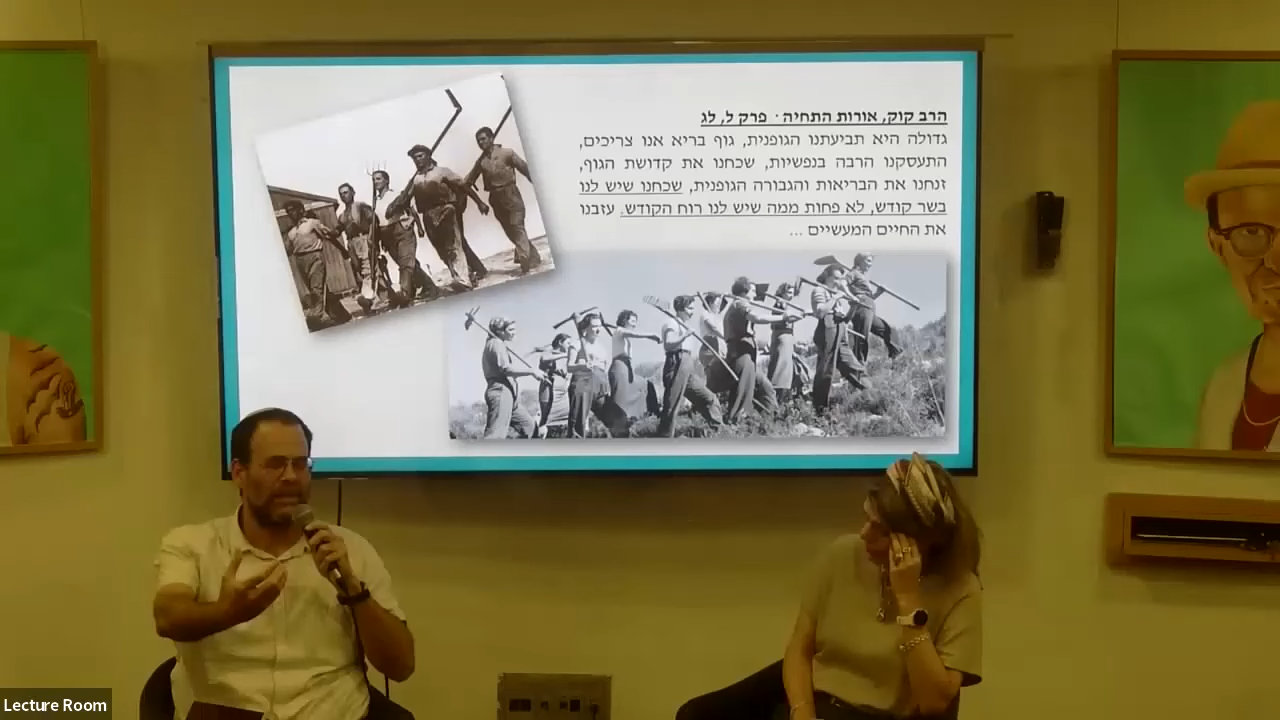 הרב קוק, אורות התחיה · פרק ל, לג
גדולה היא תביעתנו הגופנית, גוף בריא אנו צריכים,
התעסקנו הרבה בנפשיות, שכחנו את קדושת הגוף,
זנחנו את הבריאות והגבורה הגופנית, שכחנו שיש לנו
בשר קודש, לא פחות ממה שיש לנו רוח הקודש. עזבנו
את החיים המעשיים ...
Lecture Room